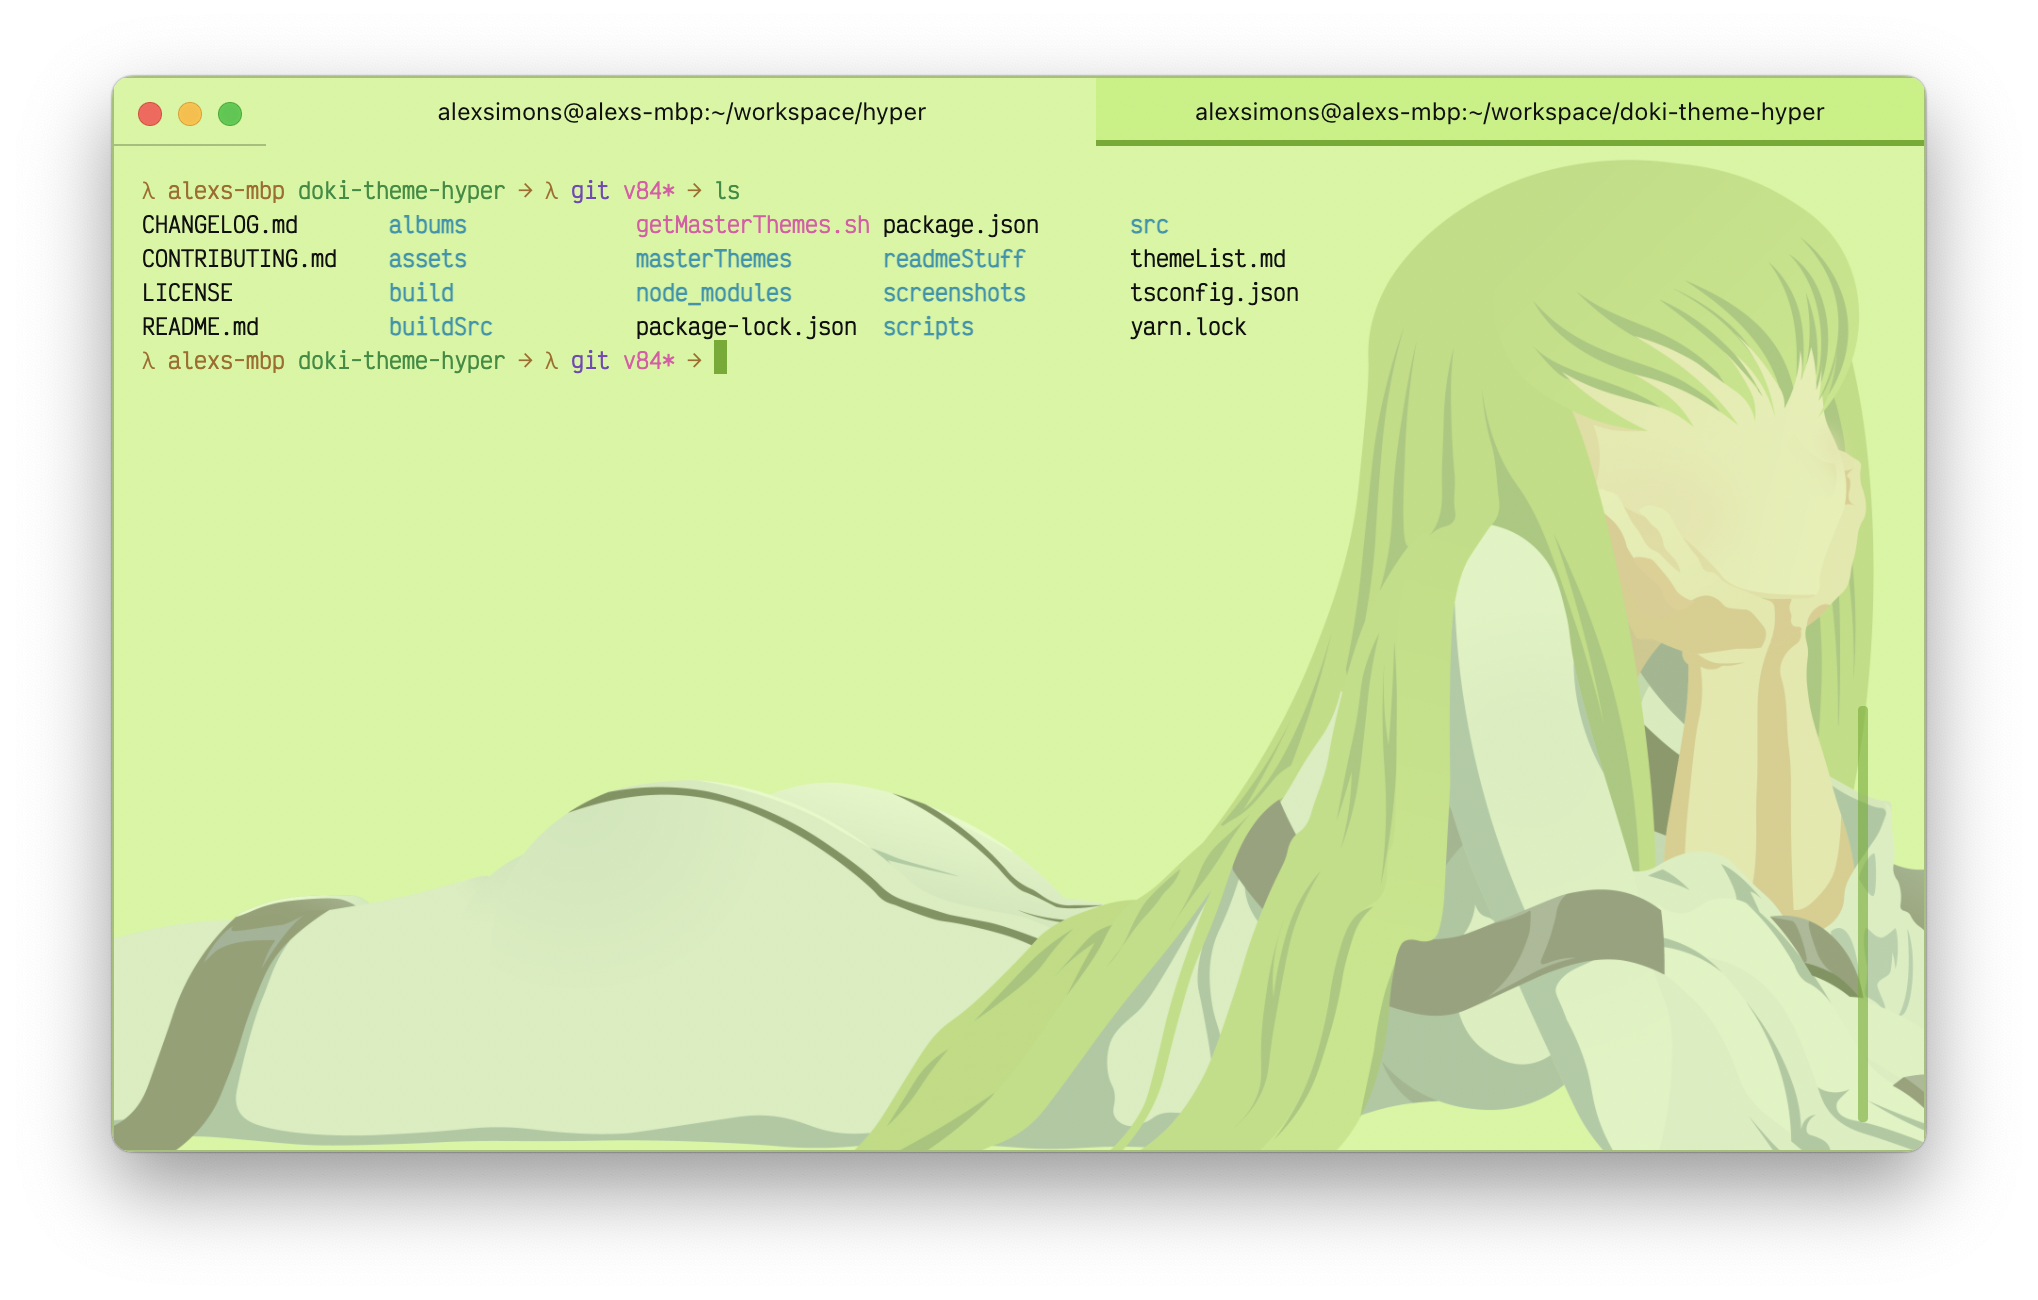 alexsimons@alexs-mbp:~/workspace/hyper alexsimons@alexs-mbp:~/workspace/doki-theme-hyper
λ alexs-mbp doki-theme-hyper → λ git v84* → ls
CHANGELOG.md albums getMasterThemes.sh package.json src
CONTRIBUTING.md assets masterThemes readmeStuff themeList.md
LICENSE build node_modules screenshots tsconfig.json
README.md buildSrc package-lock.json scripts yarn.lock
λ alexs-mbp doki-theme-hyper → λ git v84* →